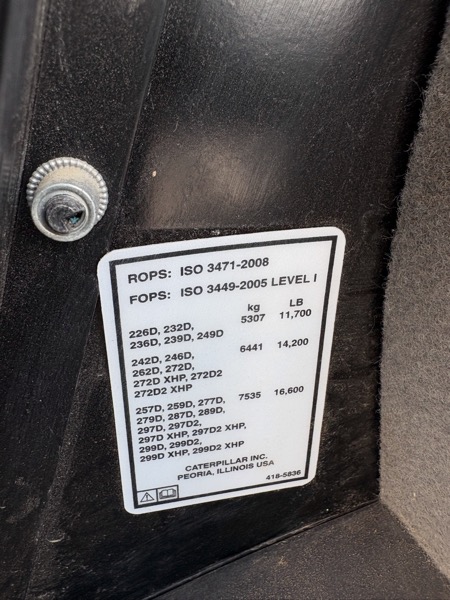 ROPS: ISO 3471-2008
FOPS: ISO 3449-2005 LEVEL I
kg LB
226D, 232D, 5307 11,700
236D, 239D, 249D
242D, 246D, 6441 14,200
262D, 272D,
272D XHP, 272D2
272D2 XHP
257D, 259D, 277D, 7535 16,600
279D, 287D, 289D,
297D, 297D2,
297D XHP, 297D2 XHP,
299D, 299D2,
299D XHP, 299D2 XHP
CATERPILLAR INC.
PEORIA, ILLINOIS USA
418-5836